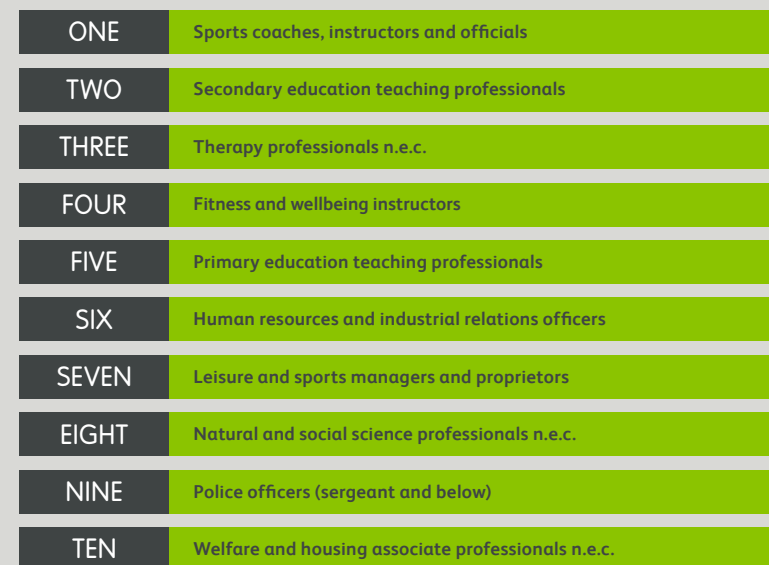 ONE Sports coaches, instructors and officials
TWO Secondary education teaching professionals
THREE Therapy professionals n.e.c.
FOUR Fitness and wellbeing instructors
FIVE Primary education teaching professionals
SIX Human resources and industrial relations officers
SEVEN Leisure and sports managers and proprietors
EIGHT Natural and social science professionals n.e.c.
NINE Police officers (sergeant and below)
TEN Welfare and housing associate professionals n.e.c.